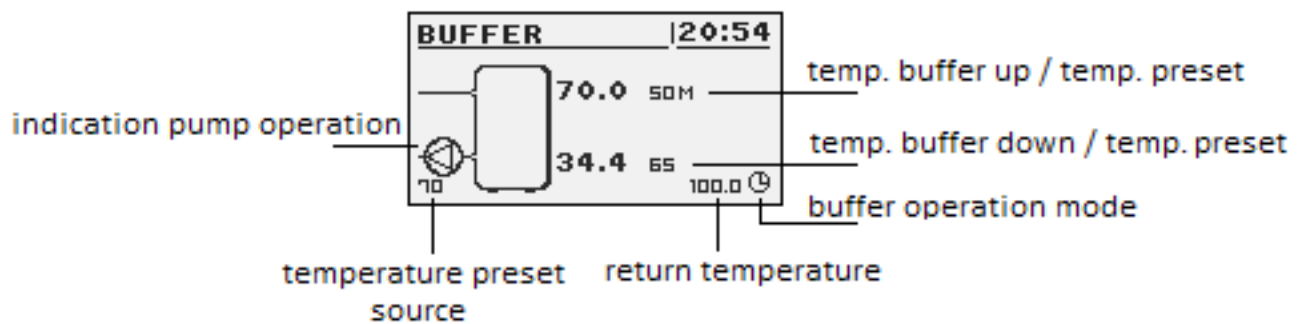 BUFFER |20:54
70.0 50M
temp. buffer up / temp. preset
indication pump operation
34.4 65
temp. buffer down / temp. preset
70
100.0
buffer operation mode
temperature preset
source
return temperature